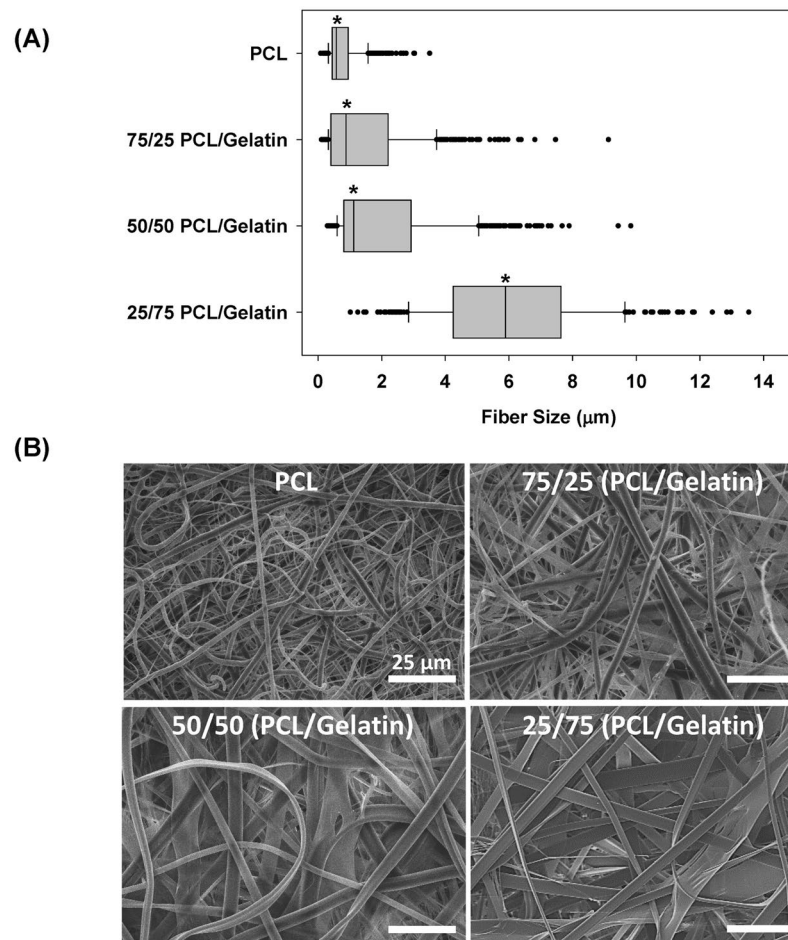 (A)
*
PCL
*
75/25 PCL/Gelatin
*
50/50 PCL/Gelatin
*
25/75 PCL/Gelatin
0 2 4 6 8 10 12 14
Fiber Size (μm)
(B)
PCL
75/25 (PCL/Gelatin)
25 μm
50/50 (PCL/Gelatin)
25/75 (PCL/Gelatin)